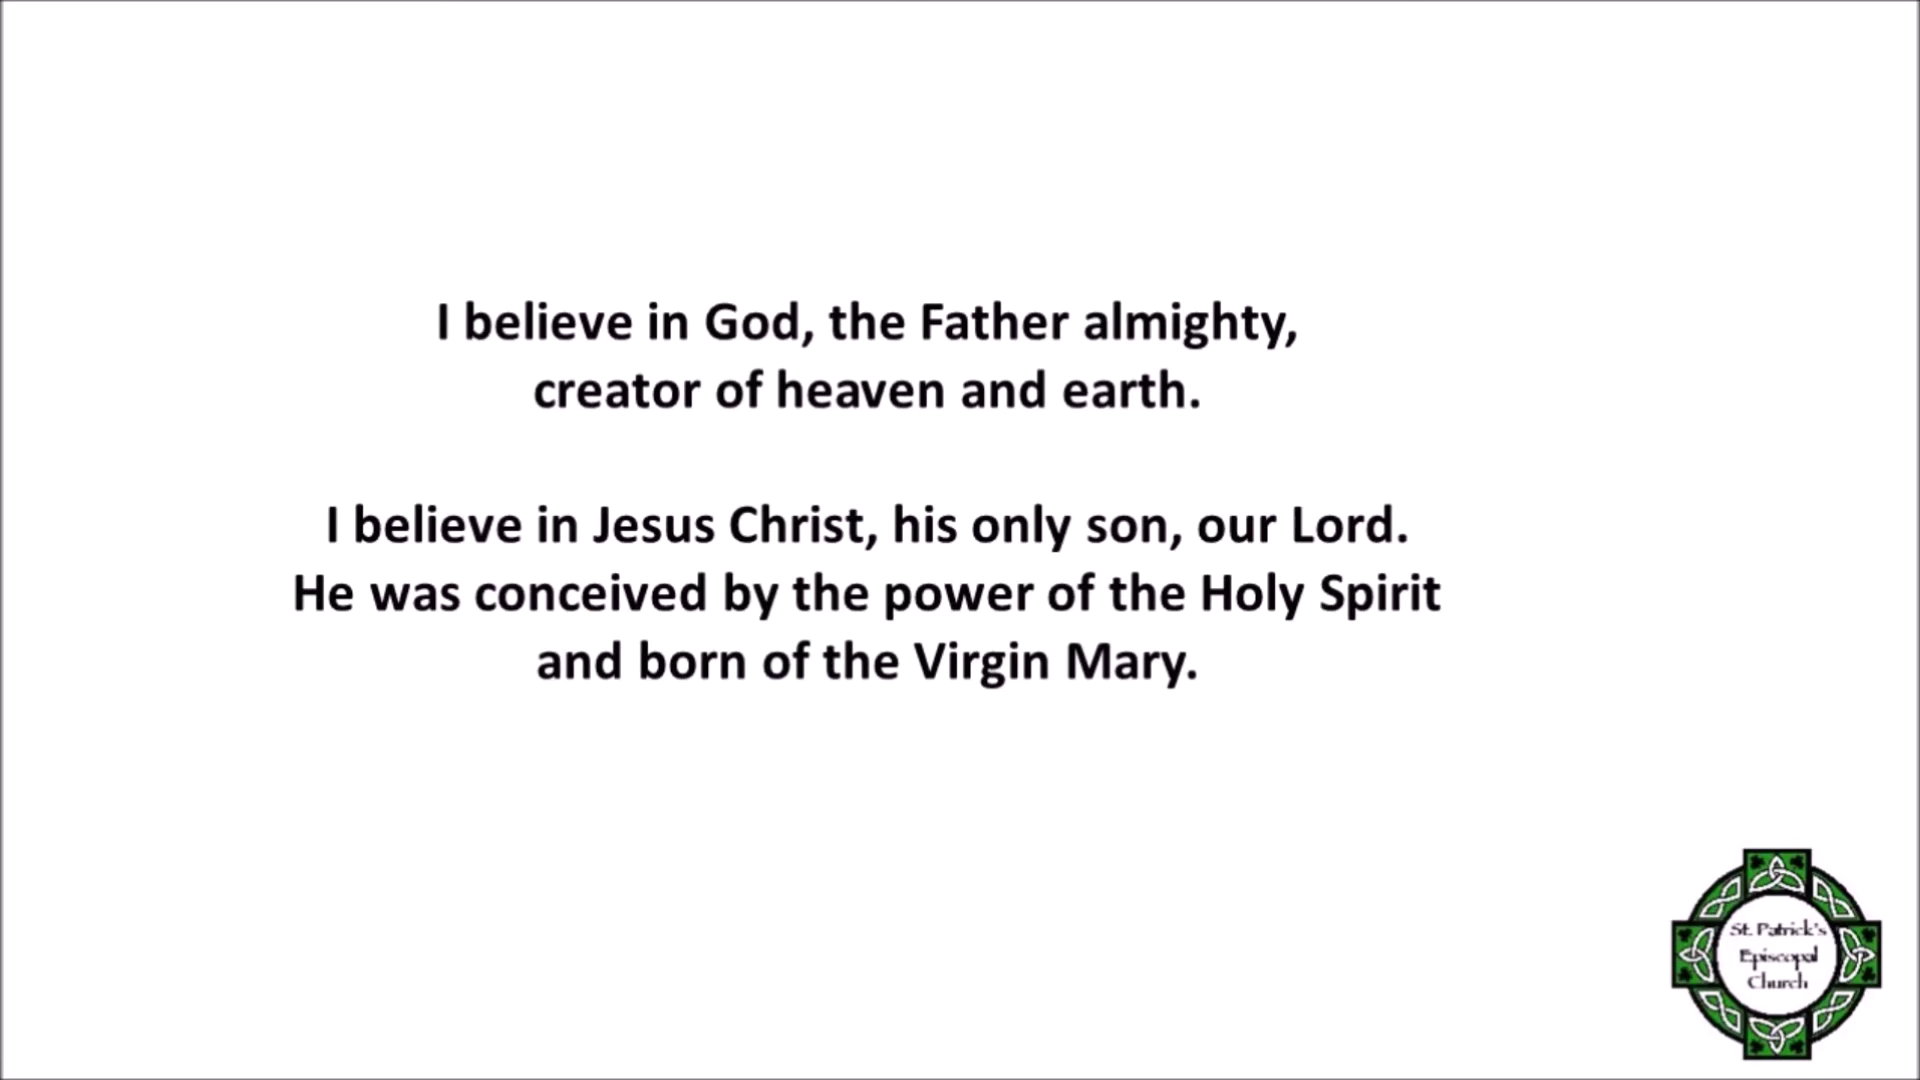 I believe in God, the Father almighty,
creator of heaven and earth.
I believe in Jesus Christ, his only son, our Lord.
He was conceived by the power of the Holy Spirit
and born of the Virgin Mary.
St. Patrick's
Episcopal
Church